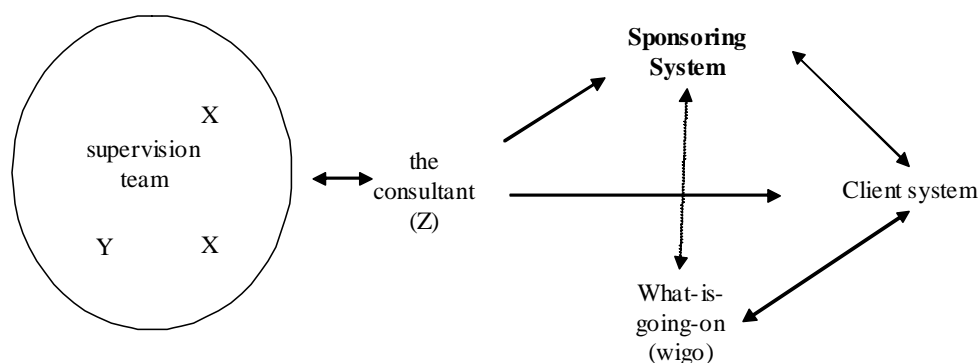 Sponsoring
System
X
supervision
team
the
consultant
(Z)
Client system
Y
X
What-is-
going-on
(wigo)